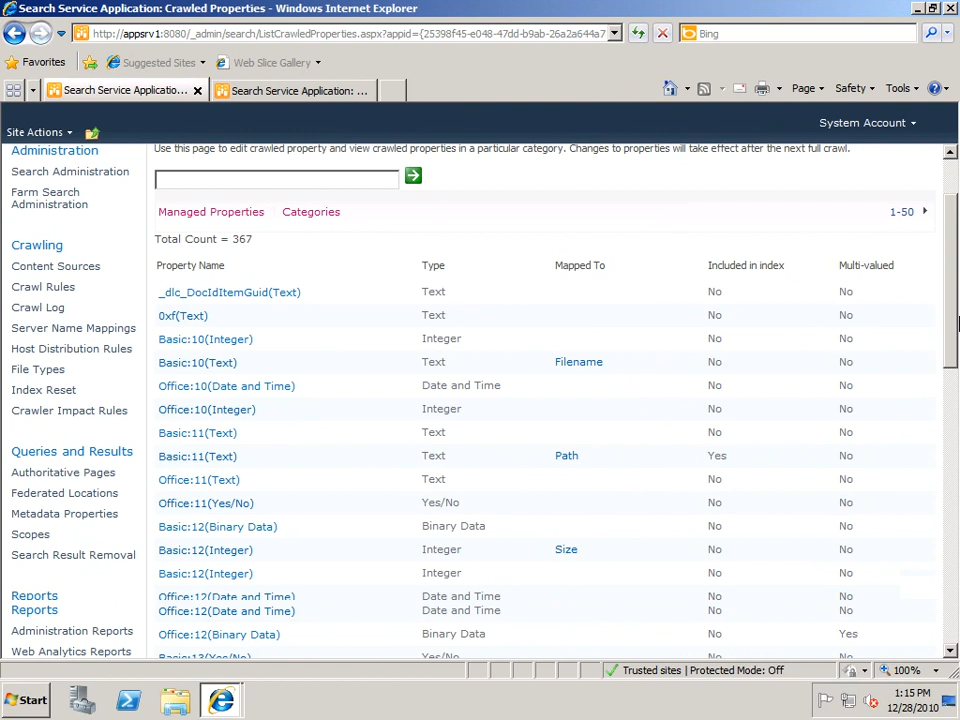 Search Service Application: Crawled Properties - Windows Internet Explorer
http://appsrv1:8080/_admin/search/ListCrawledProperties.aspx?appid={25398f45-e048-47dd-b9ab-26a2a644a7
Bing
Favorites
Suggested Sites
Web Slice Gallery
Search Service Applicatio...
Search Service Application: ...
Page
Safety
Tools
Site Actions
System Account
Administration
Search Administration
Farm Search
Administration
Crawling
Content Sources
Crawl Rules
Crawl Log
Server Name Mappings
Host Distribution Rules
File Types
Index Reset
Crawler Impact Rules
Queries and Results
Authoritative Pages
Federated Locations
Metadata Properties
Scopes
Search Result Removal
Reports
Reports
Administration Reports
Web Analytics Reports
Use this page to edit crawled property and view crawled properties in a particular category. Changes to properties will take effect after the next full crawl.
Managed Properties Categories 1-50
Total Count = 367
Property Name Type Mapped To Included in index Multi-valued
_dlc_DocIdItemGuid(Text) Text No No
0xf(Text) Text No No
Basic:10(Integer) Integer No No
Basic:10(Text) Text Filename No No
Office:10(Date and Time) Date and Time No No
Office:10(Integer) Integer No No
Basic:11(Text) Text No No
Basic:11(Text) Text Path Yes No
Office:11(Text) Text No No
Office:11(Yes/No) Yes/No No No
Basic:12(Binary Data) Binary Data No No
Basic:12(Integer) Integer Size No No
Basic:12(Integer) Integer No No
Office:12(Date and Time) Date and Time No No
Office:12(Date and Time) Date and Time No No
Office:12(Binary Data) Binary Data No Yes
Basic:13(Yes/No) Yes/No No No
Trusted sites | Protected Mode: Off
100%
Start
1:15 PM
12/28/2010